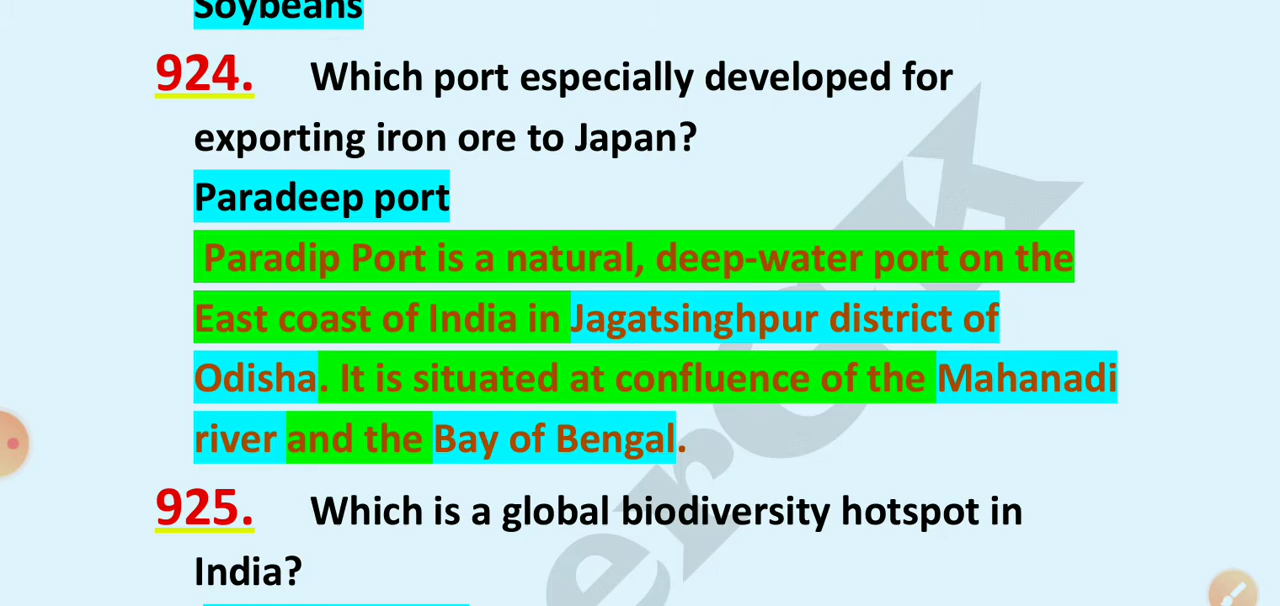 Soybeans
924. Which port especially developed for
exporting iron ore to Japan?
Paradeep port
Paradip Port is a natural, deep-water port on the
East coast of India in Jagatsinghpur district of
Odisha. It is situated at confluence of the Mahanadi
river and the Bay of Bengal.
925. Which is a global biodiversity hotspot in
India?